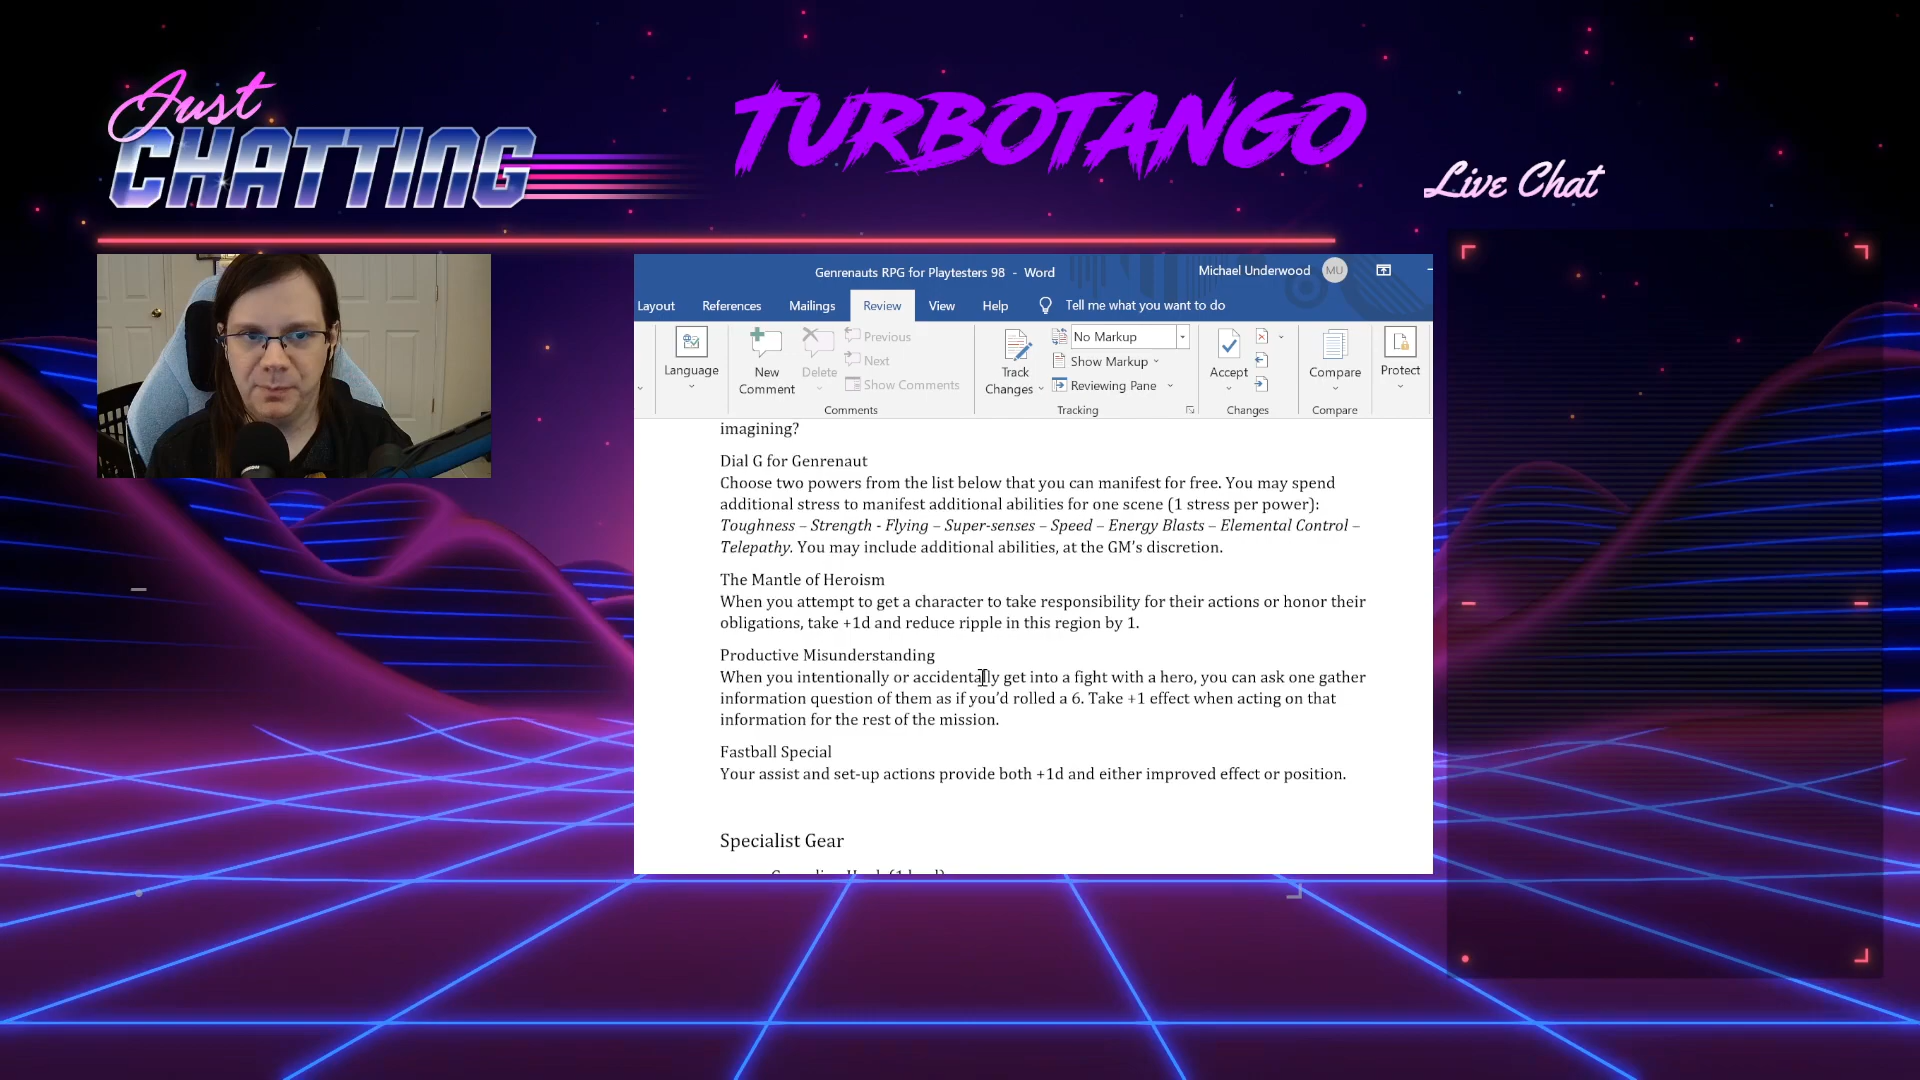 Just
CHATTING
TURBOTANGO
Live Chat
Genrenauts RPG for Playtesters 98 - Word
Michael Underwood
MU
Layout
References
Mailings
Review
View
Help
Tell me what you want to do
Language
New
Comment
Delete
Previous
Next
Show Comments
Comments
Track
Changes
No Markup
Show Markup
Reviewing Pane
Tracking
Accept
Changes
Compare
Compare
Protect
imagining?
Dial G for Genrenaut
Choose two powers from the list below that you can manifest for free. You may spend
additional stress to manifest additional abilities for one scene (1 stress per power):
Toughness – Strength - Flying – Super-senses – Speed – Energy Blasts – Elemental Control –
Telepathy. You may include additional abilities, at the GM's discretion.
The Mantle of Heroism
When you attempt to get a character to take responsibility for their actions or honor their
obligations, take +1d and reduce ripple in this region by 1.
Productive Misunderstanding
When you intentionally or accidentally get into a fight with a hero, you can ask one gather
information question of them as if you'd rolled a 6. Take +1 effect when acting on that
information for the rest of the mission.
Fastball Special
Your assist and set-up actions provide both +1d and either improved effect or position.
Specialist Gear